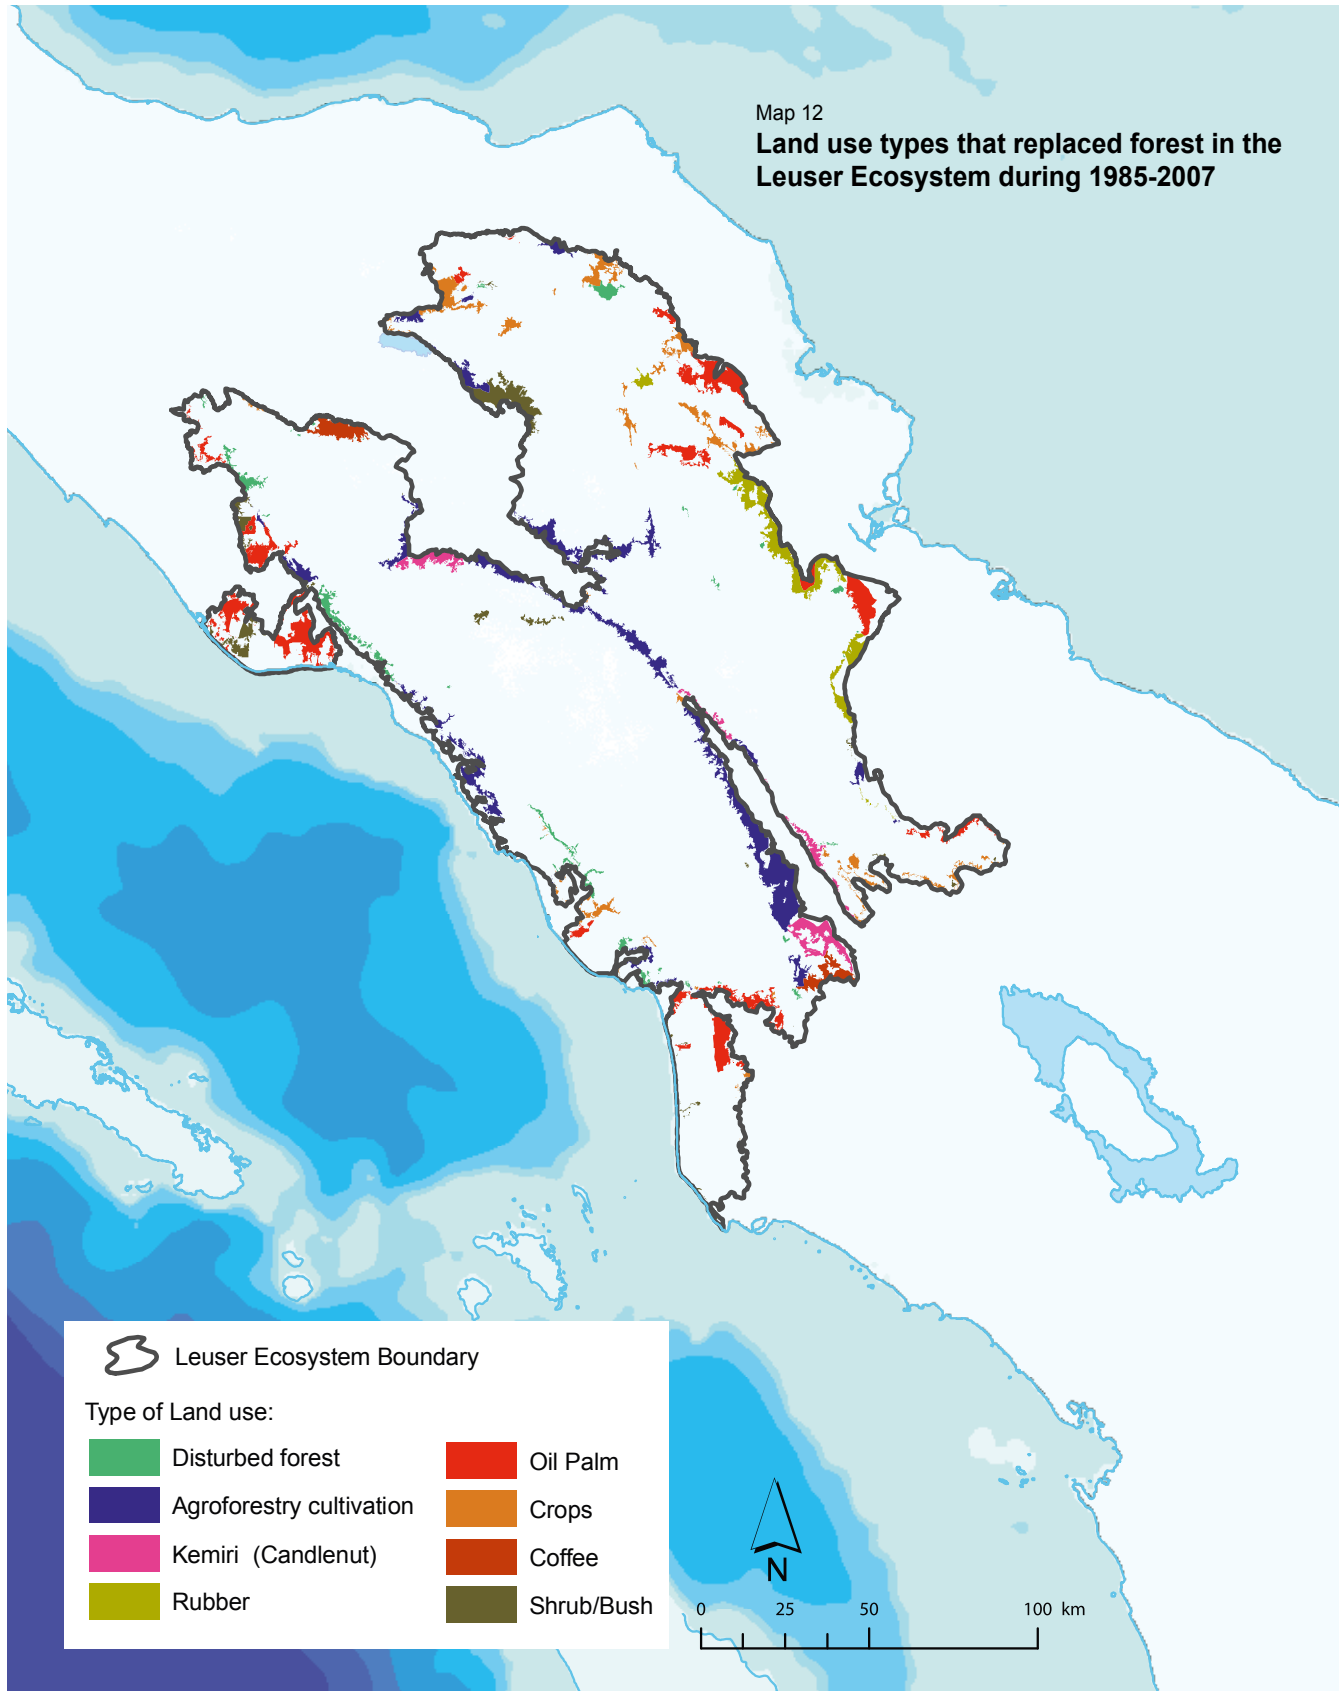 Map 12
Land use types that replaced forest in the
Leuser Ecosystem during 1985-2007
Leuser Ecosystem Boundary
Type of Land use:
Disturbed forest
Agroforestry cultivation
Kemiri (Candlenut)
Rubber
Oil Palm
Crops
Coffee
Shrub/Bush
N
0 25 50 100 km